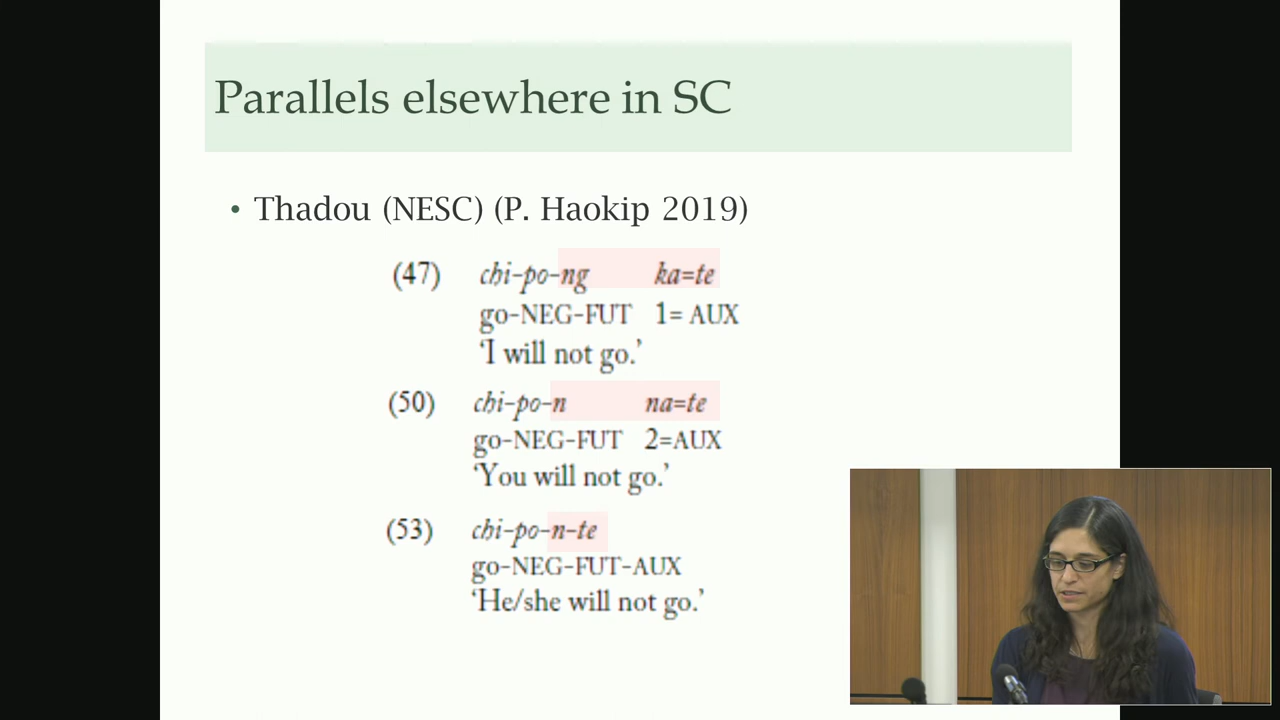 Parallels elsewhere in SC
• Thadou (NESC) (P. Haokip 2019)
(47) chi-po-ng ka=te
go-NEG-FUT 1= AUX
‘I will not go.’
(50) chi-po-n na=te
go-NEG-FUT 2=AUX
‘You will not go.’
(53) chi-po-n-te
go-NEG-FUT-AUX
‘He/she will not go.’